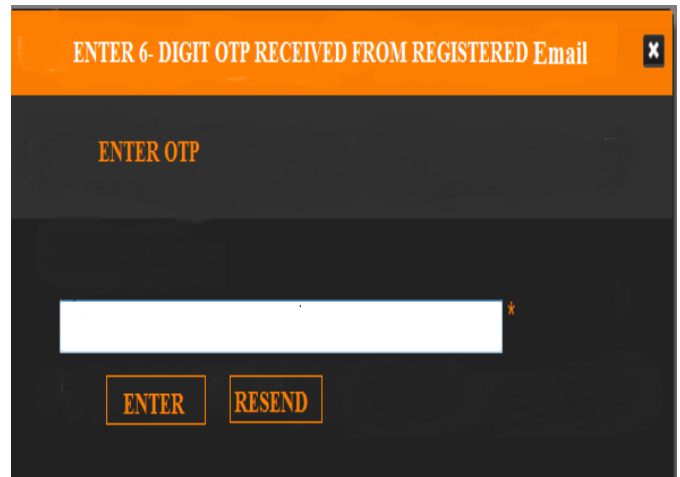 ENTER 6- DIGIT OTP RECEIVED FROM REGISTERED Email
ENTER OTP
*
ENTER RESEND